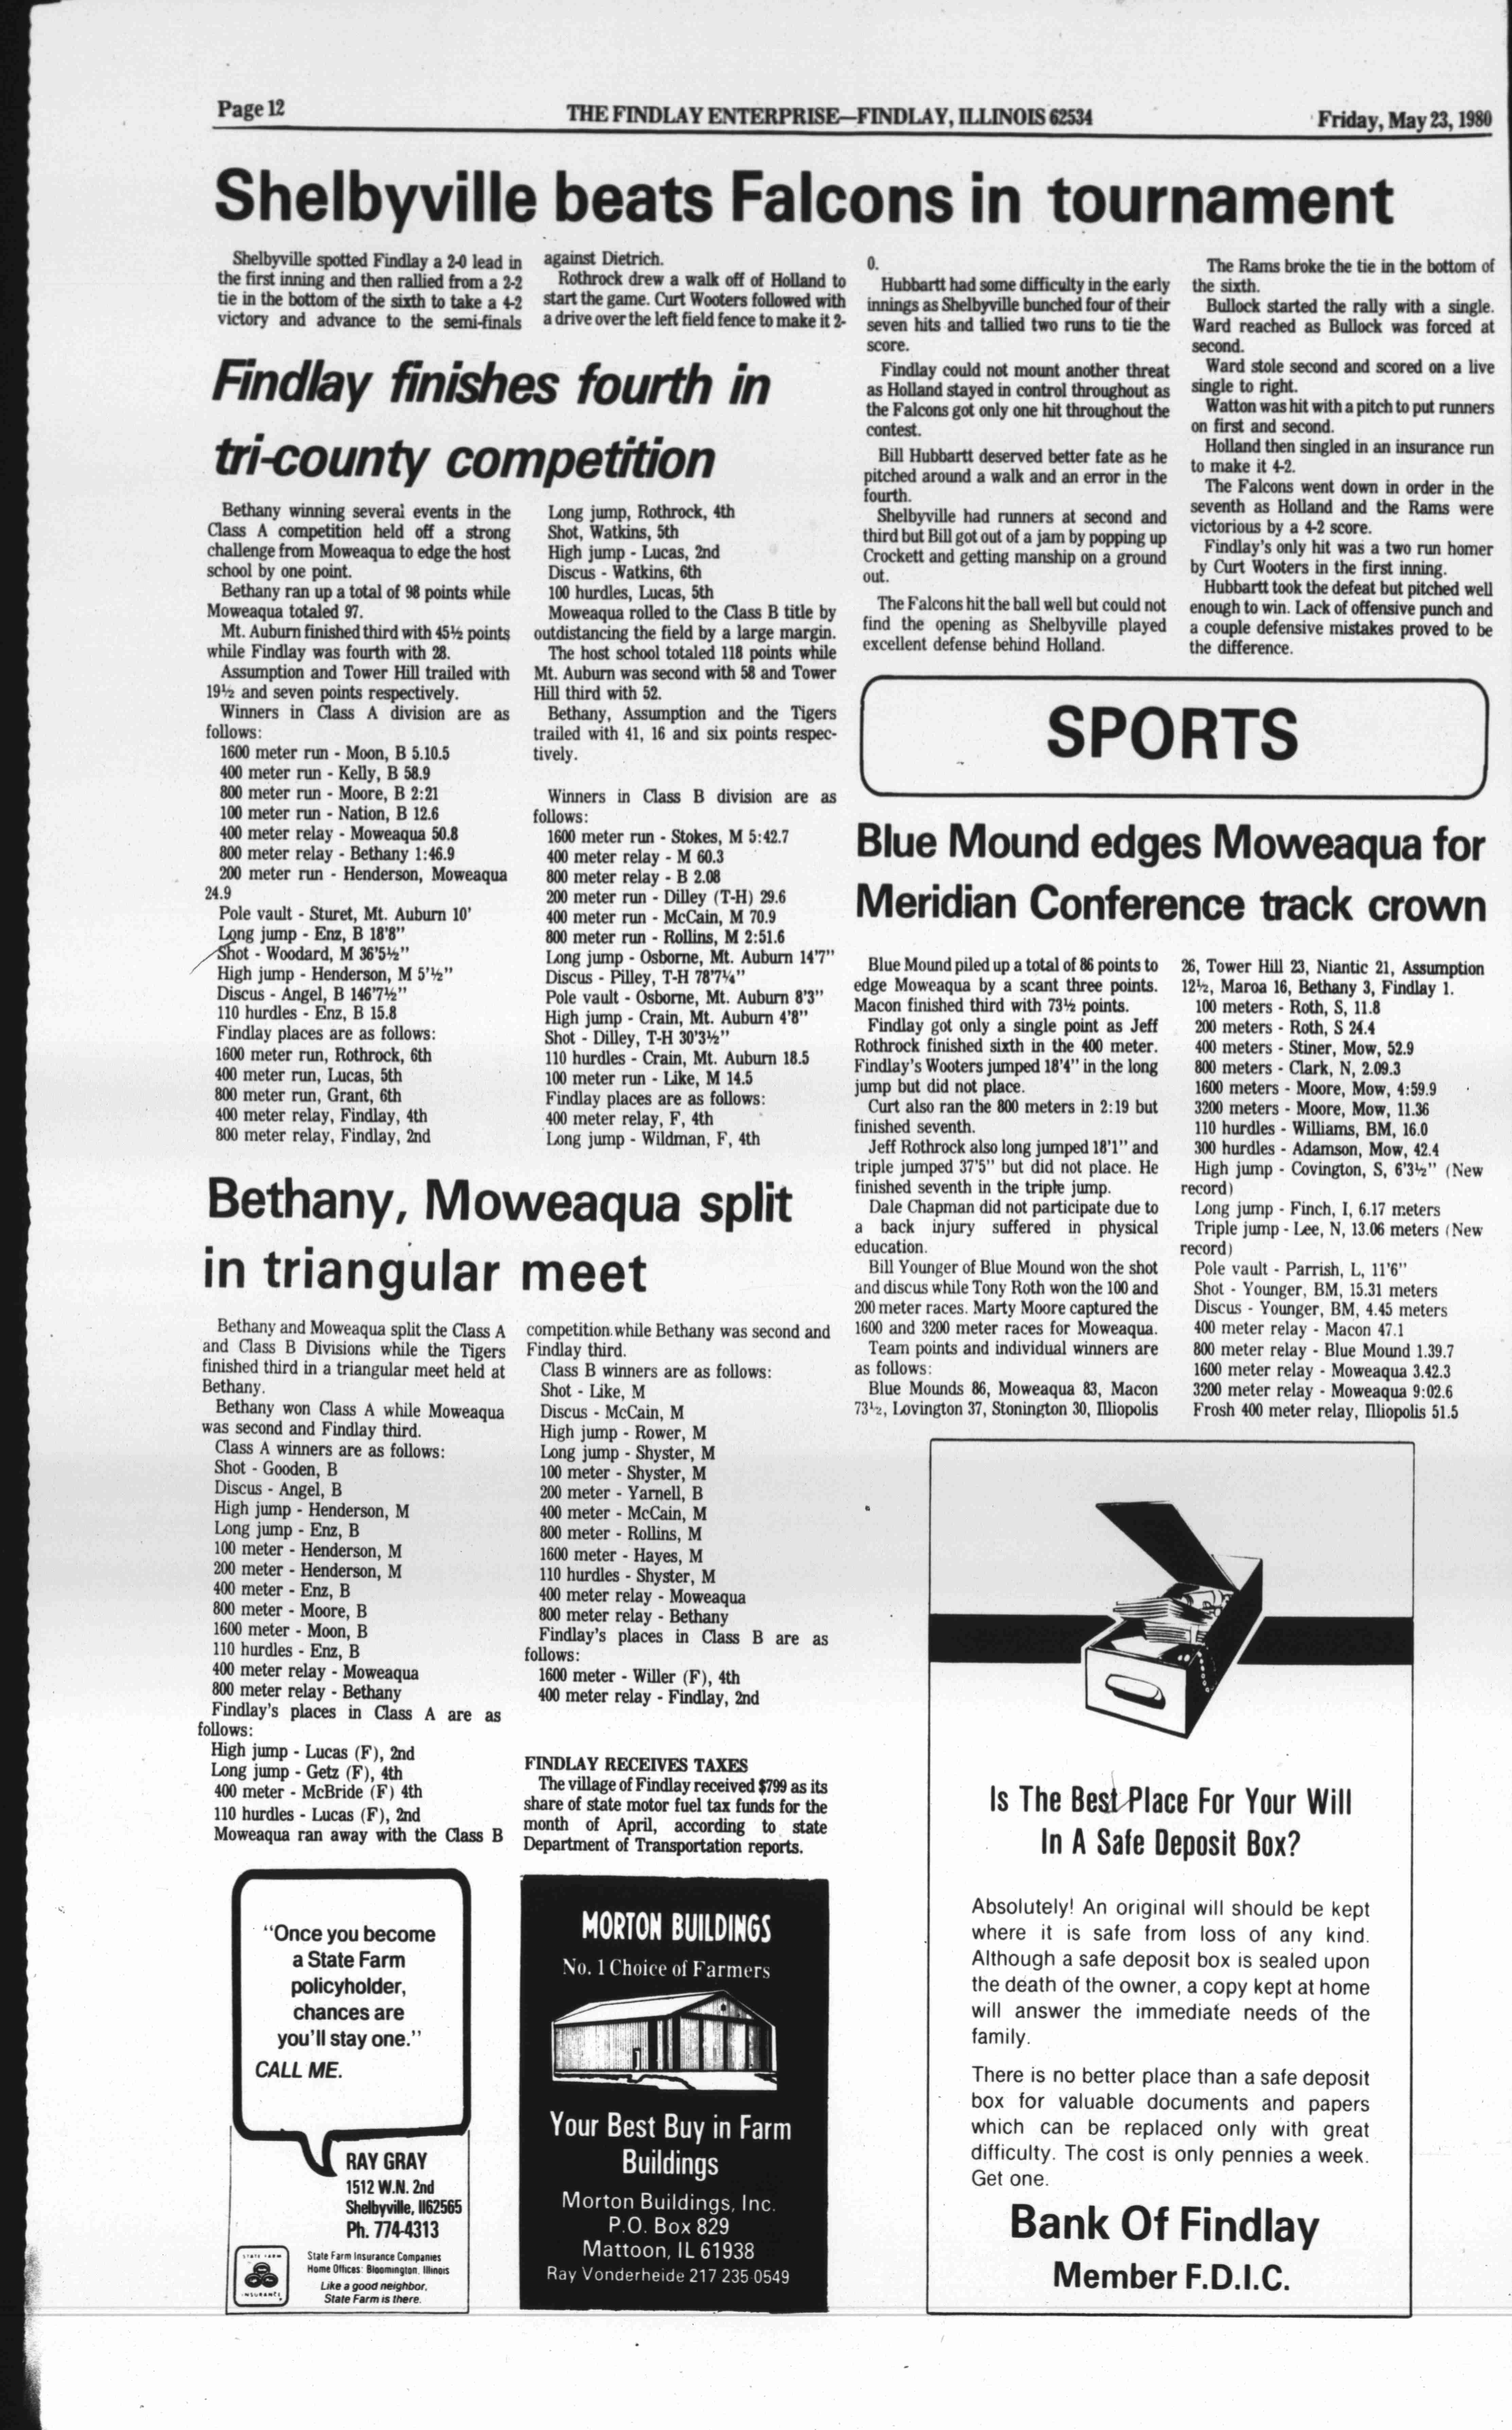 Page 12
THE FINDLAY ENTERPRISE—FINDLAY, ILLINOIS 62534
Friday, May 23, 1980
Shelbyville beats Falcons in tournament
Shelbyville spotted Findlay a 2-0 lead in
the first inning and then rallied from a 2-2
tie in the bottom of the sixth to take a 4-2
victory and advance to the semi-finals
against Dietrich.
Rothrock drew a walk off of Holland to
start the game. Curt Wooters followed with
a drive over the left field fence to make it 2-
0.
Hubbartt had some difficulty in the early
innings as Shelbyville bunched four of their
seven hits and tallied two runs to tie the
score.
Findlay could not mount another threat
as Holland stayed in control throughout as
the Falcons got only one hit throughout the
contest.
Bill Hubbartt deserved better fate as he
pitched around a walk and an error in the
fourth.
Shelbyville had runners at second and
third but Bill got out of a jam by popping up
Crockett and getting manship on a ground
out.
The Falcons hit the ball well but could not
find the opening as Shelbyville played
excellent defense behind Holland.
The Rams broke the tie in the bottom of
the sixth.
Bullock started the rally with a single.
Ward reached as Bullock was forced at
second.
Ward stole second and scored on a live
single to right.
Watton was hit with a pitch to put runners
on first and second.
Holland then singled in an insurance run
to make it 4-2.
The Falcons went down in order in the
seventh as Holland and the Rams were
victorious by a 4-2 score.
Findlay's only hit was a two run homer
by Curt Wooters in the first inning.
Hubbartt took the defeat but pitched well
enough to win. Lack of offensive punch and
a couple defensive mistakes proved to be
the difference.
Findlay finishes fourth in
tri-county competition
Bethany winning several events in the
Class A competition held off a strong
challenge from Moweaqua to edge the host
school by one point.
Bethany ran up a total of 98 points while
Moweaqua totaled 97.
Mt. Auburn finished third with 45½ points
while Findlay was fourth with 28.
Assumption and Tower Hill trailed with
19½ and seven points respectively.
Winners in Class A division are as
follows:
1600 meter run - Moon, B 5.10.5
400 meter run - Kelly, B 58.9
800 meter run - Moore, B 2:21
100 meter run - Nation, B 12.6
400 meter relay - Moweaqua 50.8
800 meter relay - Bethany 1:46.9
200 meter run - Henderson, Moweaqua
24.9
Pole vault - Sturet, Mt. Auburn 10'
Long jump - Enz, B 18'8"
Shot - Woodard, M 36'5½"
High jump - Henderson, M 5'½"
Discus - Angel, B 146'7½"
110 hurdles - Enz, B 15.8
Findlay places are as follows:
1600 meter run, Rothrock, 6th
400 meter run, Lucas, 5th
800 meter run, Grant, 6th
400 meter relay, Findlay, 4th
800 meter relay, Findlay, 2nd
Long jump, Rothrock, 4th
Shot, Watkins, 5th
High jump - Lucas, 2nd
Discus - Watkins, 6th
100 hurdles, Lucas, 5th
Moweaqua rolled to the Class B title by
outdistancing the field by a large margin.
The host school totaled 118 points while
Mt. Auburn was second with 58 and Tower
Hill third with 52.
Bethany, Assumption and the Tigers
trailed with 41, 16 and six points respec-
tively.
Winners in Class B division are as
follows:
1600 meter run - Stokes, M 5:42.7
400 meter relay - M 60.3
800 meter relay - B 2.08
200 meter run - Dilley (T-H) 29.6
400 meter run - McCain, M 70.9
800 meter run - Rollins, M 2:51.6
Long jump - Osborne, Mt. Auburn 14'7"
Discus - Pilley, T-H 78'7¼"
Pole vault - Osborne, Mt. Auburn 8'3"
High jump - Crain, Mt. Auburn 4'8"
Shot - Dilley, T-H 30'3½"
110 hurdles - Crain, Mt. Auburn 18.5
100 meter run - Like, M 14.5
Findlay places are as follows:
400 meter relay, F, 4th
Long jump - Wildman, F, 4th
SPORTS
Blue Mound edges Moweaqua for
Meridian Conference track crown
Blue Mound piled up a total of 86 points to
edge Moweaqua by a scant three points.
Macon finished third with 73½ points.
Findlay got only a single point as Jeff
Rothrock finished sixth in the 400 meter.
Findlay's Wooters jumped 18'4" in the long
jump but did not place.
Curt also ran the 800 meters in 2:19 but
finished seventh.
Jeff Rothrock also long jumped 18'1" and
triple jumped 37'5" but did not place. He
finished seventh in the triple jump.
Dale Chapman did not participate due to
a back injury suffered in physical
education.
Bill Younger of Blue Mound won the shot
and discus while Tony Roth won the 100 and
200 meter races. Marty Moore captured the
1600 and 3200 meter races for Moweaqua.
Team points and individual winners are
as follows:
Blue Mounds 86, Moweaqua 83, Macon
73½, Lovington 37, Stonington 30, Illiopolis
26, Tower Hill 23, Niantic 21, Assumption
12½, Maroa 16, Bethany 3, Findlay 1.
100 meters - Roth, S, 11.8
200 meters - Roth, S 24.4
400 meters - Stiner, Mow, 52.9
800 meters - Clark, N, 2.09.3
1600 meters - Moore, Mow, 4:59.9
3200 meters - Moore, Mow, 11.36
110 hurdles - Williams, BM, 16.0
300 hurdles - Adamson, Mow, 42.4
High jump - Covington, S, 6'3½" (New
record)
Long jump - Finch, I, 6.17 meters
Triple jump - Lee, N, 13.06 meters (New
record)
Pole vault - Parrish, L, 11'6"
Shot - Younger, BM, 15.31 meters
Discus - Younger, BM, 4.45 meters
400 meter relay - Macon 47.1
800 meter relay - Blue Mound 1.39.7
1600 meter relay - Moweaqua 3.42.3
3200 meter relay - Moweaqua 9:02.6
Frosh 400 meter relay, Illiopolis 51.5
Bethany, Moweaqua split
in triangular meet
Bethany and Moweaqua split the Class A
and Class B Divisions while the Tigers
finished third in a triangular meet held at
Bethany.
Bethany won Class A while Moweaqua
was second and Findlay third.
Class A winners are as follows:
Shot - Gooden, B
Discus - Angel, B
High jump - Henderson, M
Long jump - Enz, B
100 meter - Henderson, M
200 meter - Henderson, M
400 meter - Enz, B
800 meter - Moore, B
1600 meter - Moon, B
110 hurdles - Enz, B
400 meter relay - Moweaqua
800 meter relay - Bethany
Findlay's places in Class A are as
follows:
High jump - Lucas (F), 2nd
Long jump - Getz (F), 4th
400 meter - McBride (F) 4th
110 hurdles - Lucas (F), 2nd
Moweaqua ran away with the Class B
competition while Bethany was second and
Findlay third.
Class B winners are as follows:
Shot - Like, M
Discus - McCain, M
High jump - Rower, M
Long jump - Shyster, M
100 meter - Shyster, M
200 meter - Yarnell, B
400 meter - McCain, M
800 meter - Rollins, M
1600 meter - Hayes, M
110 hurdles - Shyster, M
400 meter relay - Moweaqua
800 meter relay - Bethany
Findlay's places in Class B are as
follows:
1600 meter - Willer (F), 4th
400 meter relay - Findlay, 2nd
FINDLAY RECEIVES TAXES
The village of Findlay received $799 as its
share of state motor fuel tax funds for the
month of April, according to state
Department of Transportation reports.
"Once you become
a State Farm
policyholder,
chances are
you'll stay one."
CALL ME.
RAY GRAY
1512 W.N. 2nd
Shelbyville, Il62565
Ph. 774-4313
STATE FARM
INSURANCE
State Farm Insurance Companies
Home Offices: Bloomington, Illinois
Like a good neighbor,
State Farm is there.
MORTON BUILDINGS
No. 1 Choice of Farmers
Your Best Buy in Farm
Buildings
Morton Buildings, Inc.
P.O. Box 829
Mattoon, IL 61938
Ray Vonderheide 217 235-0549
Is The Best Place For Your Will
In A Safe Deposit Box?
Absolutely! An original will should be kept
where it is safe from loss of any kind.
Although a safe deposit box is sealed upon
the death of the owner, a copy kept at home
will answer the immediate needs of the
family.
There is no better place than a safe deposit
box for valuable documents and papers
which can be replaced only with great
difficulty. The cost is only pennies a week.
Get one.
Bank Of Findlay
Member F.D.I.C.